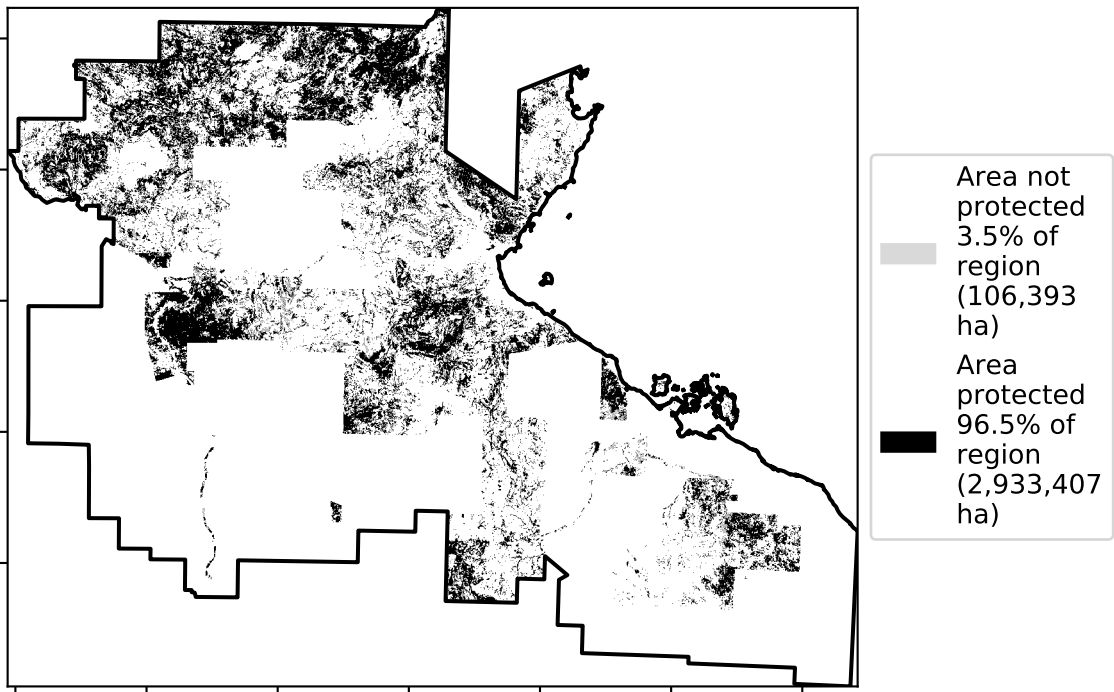 Area not
protected
3.5% of
region
(106,393
ha)
Area
protected
96.5% of
region
(2,933,407
ha)